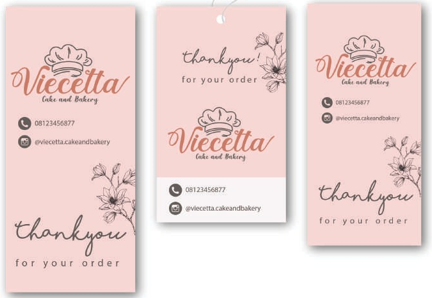 Viecetta
Cake and Bakery
08123456877
@viecetta.cakeandbakery
thankyou
for your order
thankyou!
for your order
Viecetta
Cake and Bakery
08123456877
@viecetta.cakeandbakery
Viecetta
Cake and Bakery
08123456877
@viecetta.cakeandbakery
thankyou
for your order